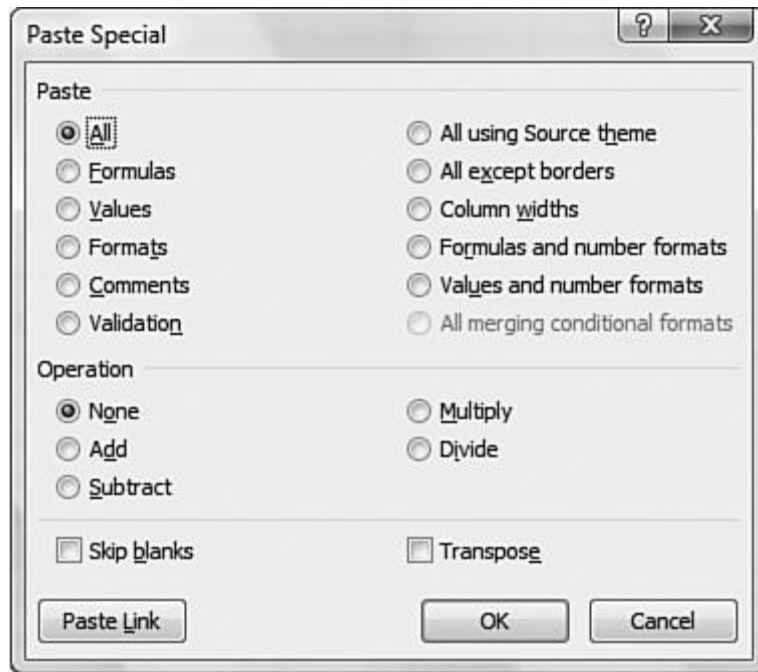 Paste Special
Paste
All
All using Source theme
Formulas
All except borders
Values
Column widths
Formats
Formulas and number formats
Comments
Values and number formats
Validation
All merging conditional formats
Operation
None
Multiply
Add
Divide
Subtract
Skip blanks
Transpose
Paste Link
OK
Cancel